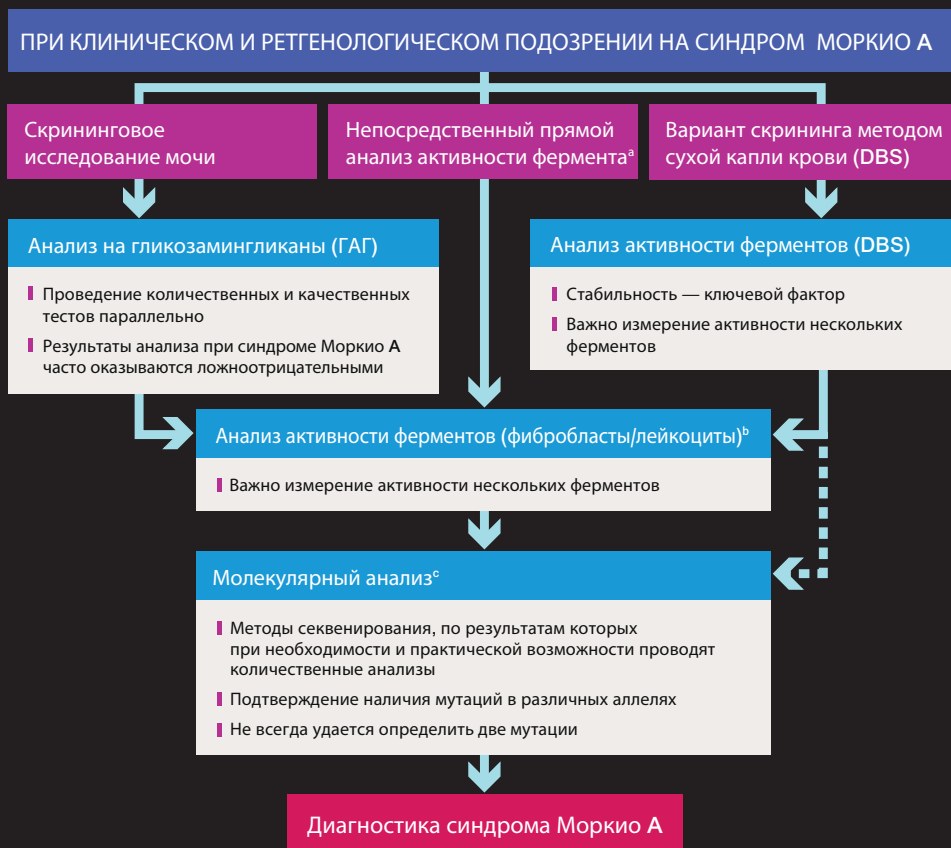 ПРИ КЛИНИЧЕСКОМ И РЕТГЕНОЛОГИЧЕСКОМ ПОДОЗРЕНИИ НА СИНДРОМ МОРКИО А
Скрининговое
исследование мочи
Непосредственный прямой
анализ активности ферментаᵃ
Вариант скрининга методом
сухой капли крови (DBS)
Анализ на гликозамингликаны (ГАГ)
Проведение количественных и качественных
тестов параллельно
Результаты анализа при синдроме Моркио А
часто оказываются ложноотрицательными
Анализ активности ферментов (DBS)
Стабильность — ключевой фактор
Важно измерение активности нескольких
ферментов
Анализ активности ферментов (фибробласты/лейкоциты)ᵇ
Важно измерение активности нескольких ферментов
Молекулярный анализᶜ
Методы секвенирования, по результатам которых
при необходимости и практической возможности проводят
количественные анализы
Подтверждение наличия мутаций в различных аллелях
Не всегда удается определить две мутации
Диагностика синдрома Моркио А